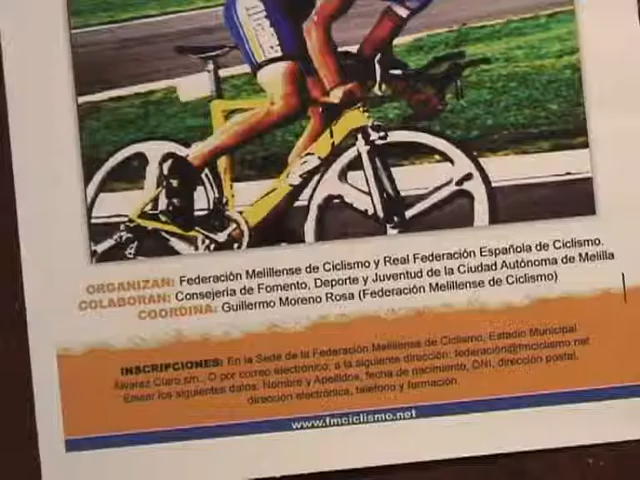 ORGANIZAN: Federación Melillense de Ciclismo y Real Federación Española de Ciclismo.
COLABORAN: Consejería de Fomento, Deporte y Juventud de la Ciudad Autónoma de Melilla
COORDINA: Guillermo Moreno Rosa (Federación Melillense de Ciclismo)
INSCRIPCIONES: En la Sede de la Federación Melillense de Ciclismo, Estadio Municipal
Álvarez Claro s/n., O por correo electrónico, a la siguiente dirección: federación@fmciclismo.net
Enviar los siguientes datos. Nombre y Apellidos, fecha de nacimiento, DNI, dirección postal,
dirección electrónica, teléfono y formación.
www.fmciclismo.net